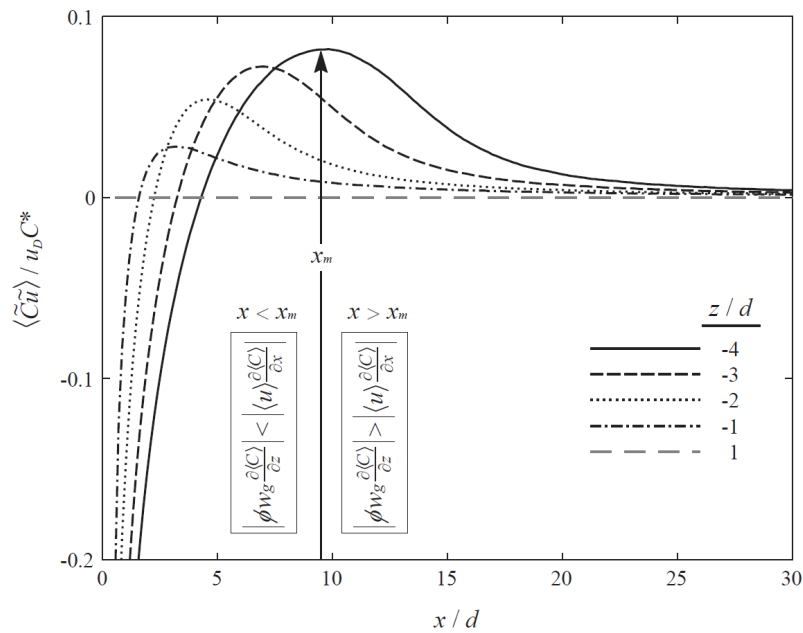 0.1
0
-0.1
-0.2
⟨C̃ũ⟩ / u_D C*
x_m
x < x_m
x > x_m
|ϕw_g ∂⟨C⟩/∂z| < |⟨u⟩ ∂⟨C⟩/∂x|
|ϕw_g ∂⟨C⟩/∂z| > |⟨u⟩ ∂⟨C⟩/∂x|
z / d
-4
-3
-2
-1
1
0 5 10 15 20 25 30
x / d